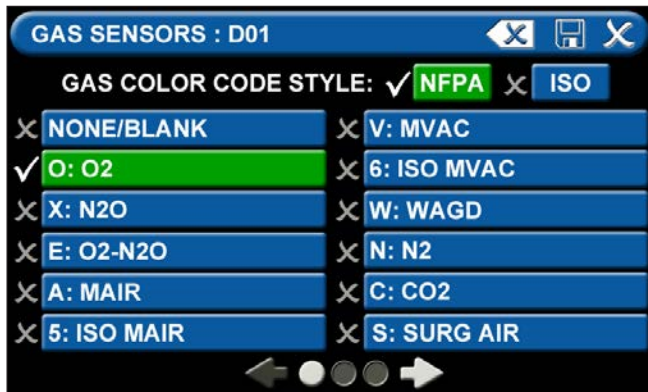 GAS SENSORS : D01
GAS COLOR CODE STYLE: NFPA ISO
NONE/BLANK
O: O2
X: N2O
E: O2-N2O
A: MAIR
5: ISO MAIR
V: MVAC
6: ISO MVAC
W: WAGD
N: N2
C: CO2
S: SURG AIR